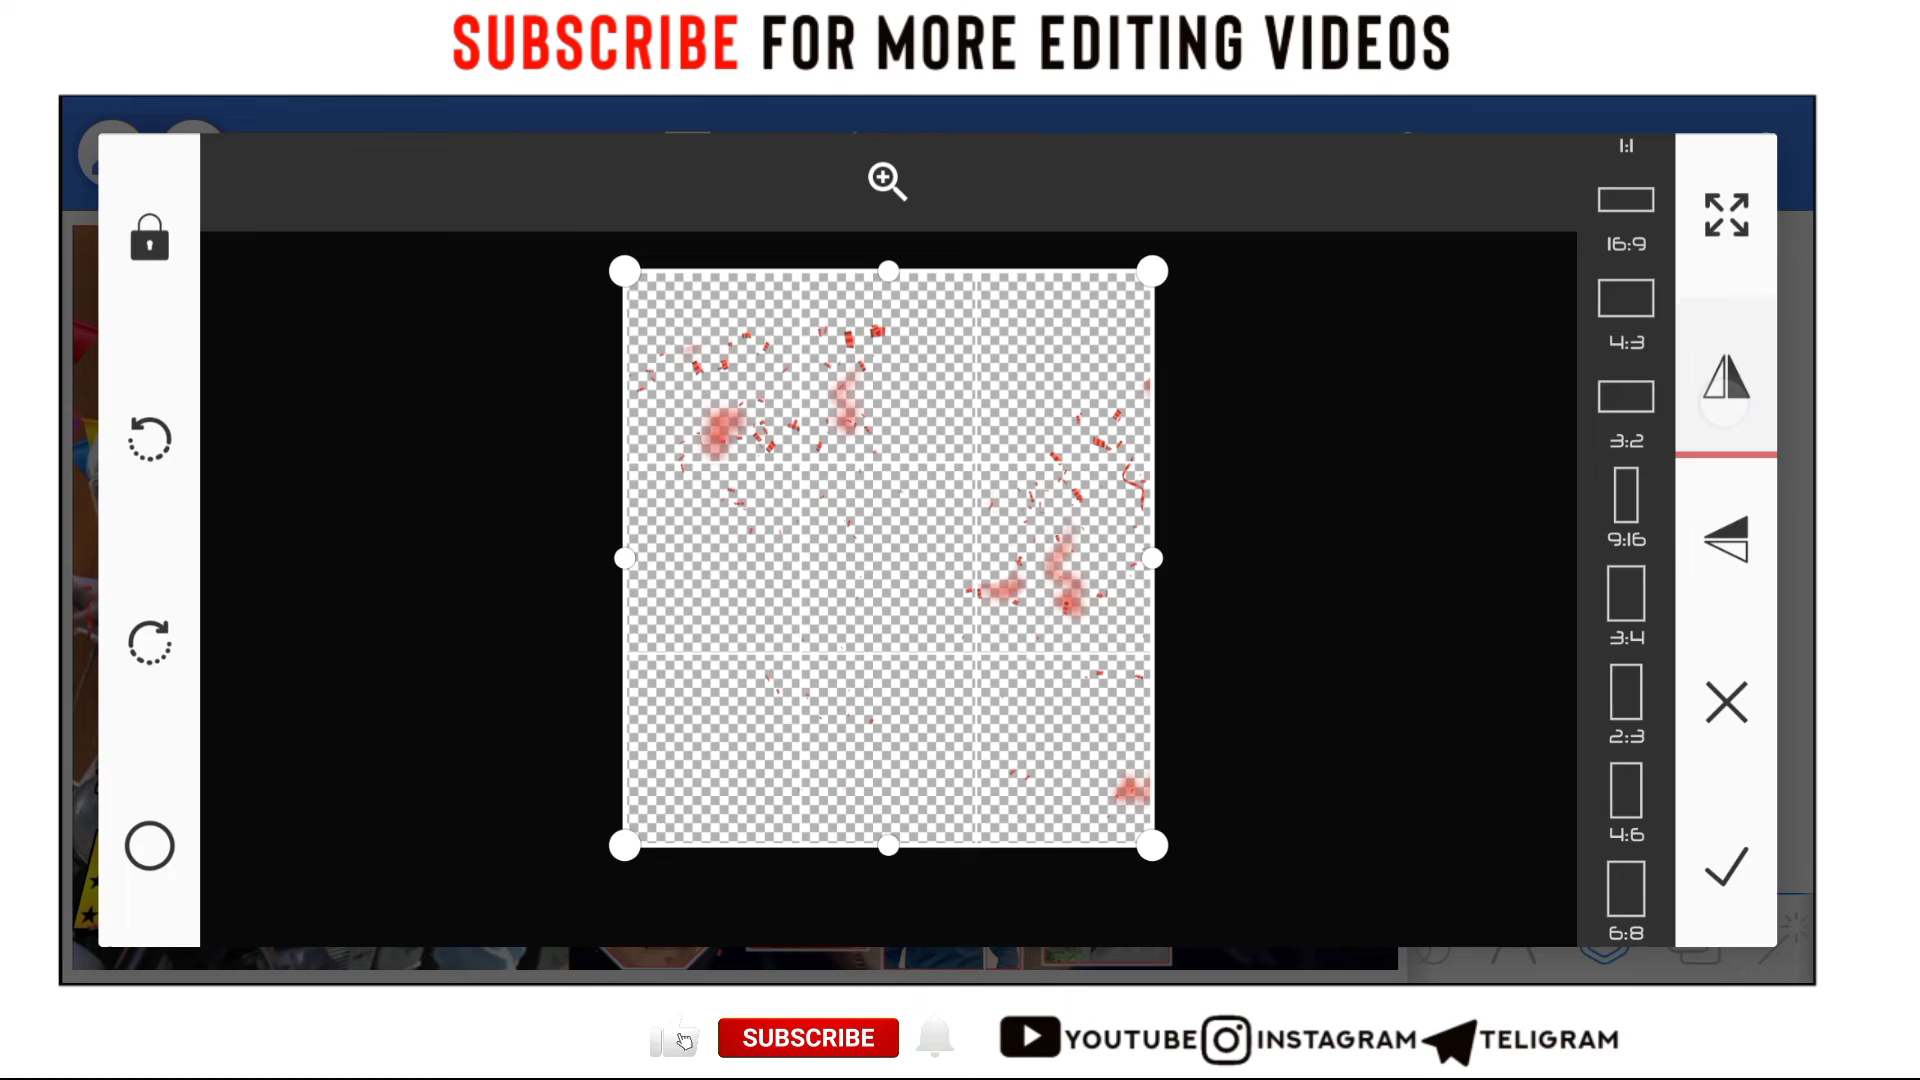 SUBSCRIBE FOR MORE EDITING VIDEOS
1:1
16:9
4:3
3:2
9:16
3:4
2:3
4:6
6:8
SUBSCRIBE
YOUTUBE
INSTAGRAM
TELIGRAM